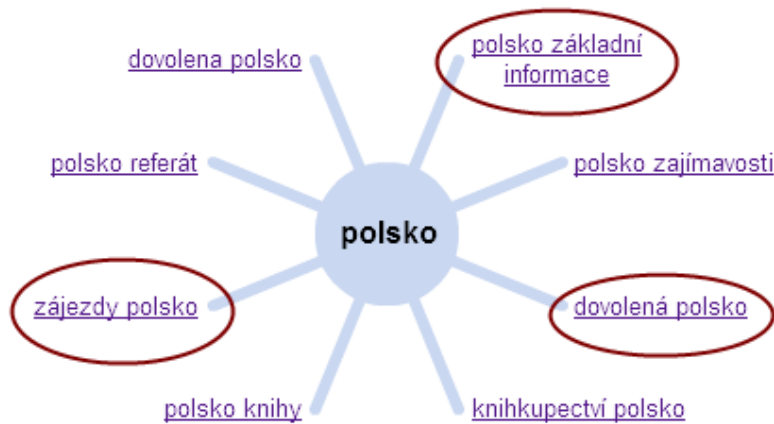 dovolena polsko
polsko základní
informace
polsko referát
polsko zajímavosti
polsko
zájezdy polsko
dovolená polsko
polsko knihy
knihkupectví polsko